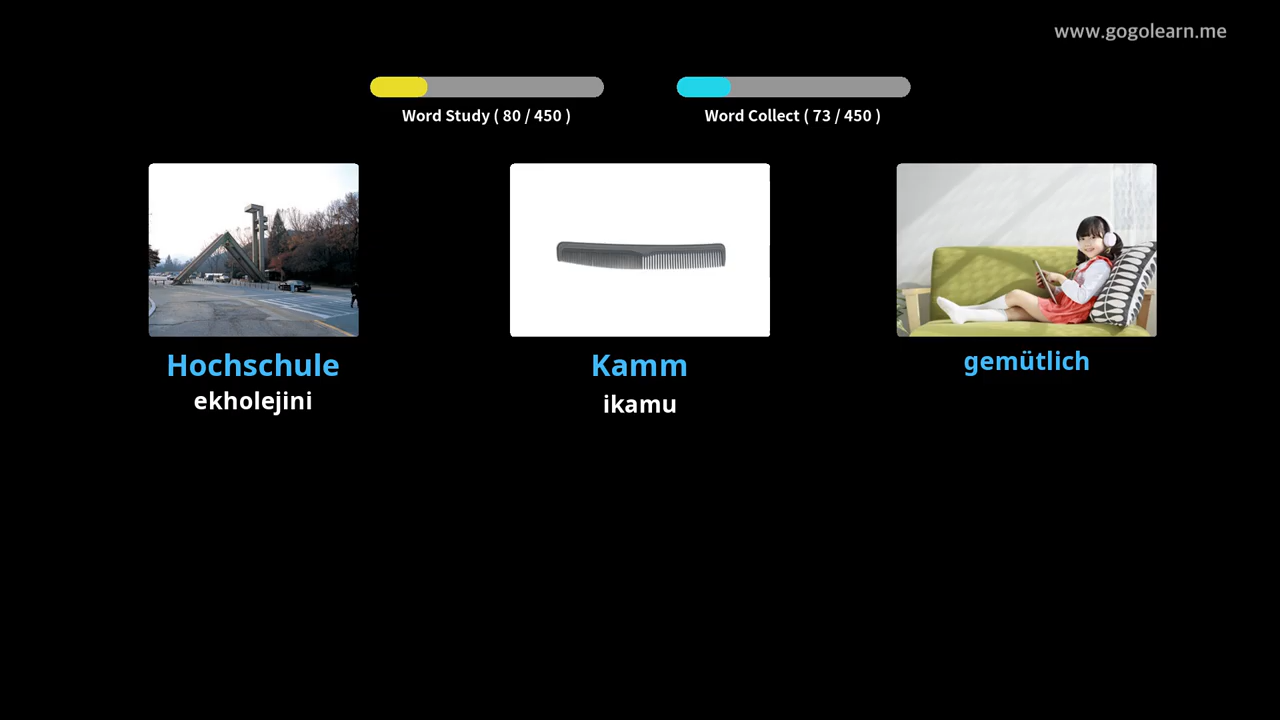 www.gogolearn.me
Word Study ( 80 / 450 )
Word Collect ( 73 / 450 )
Hochschule
ekholejini
Kamm
ikamu
gemütlich